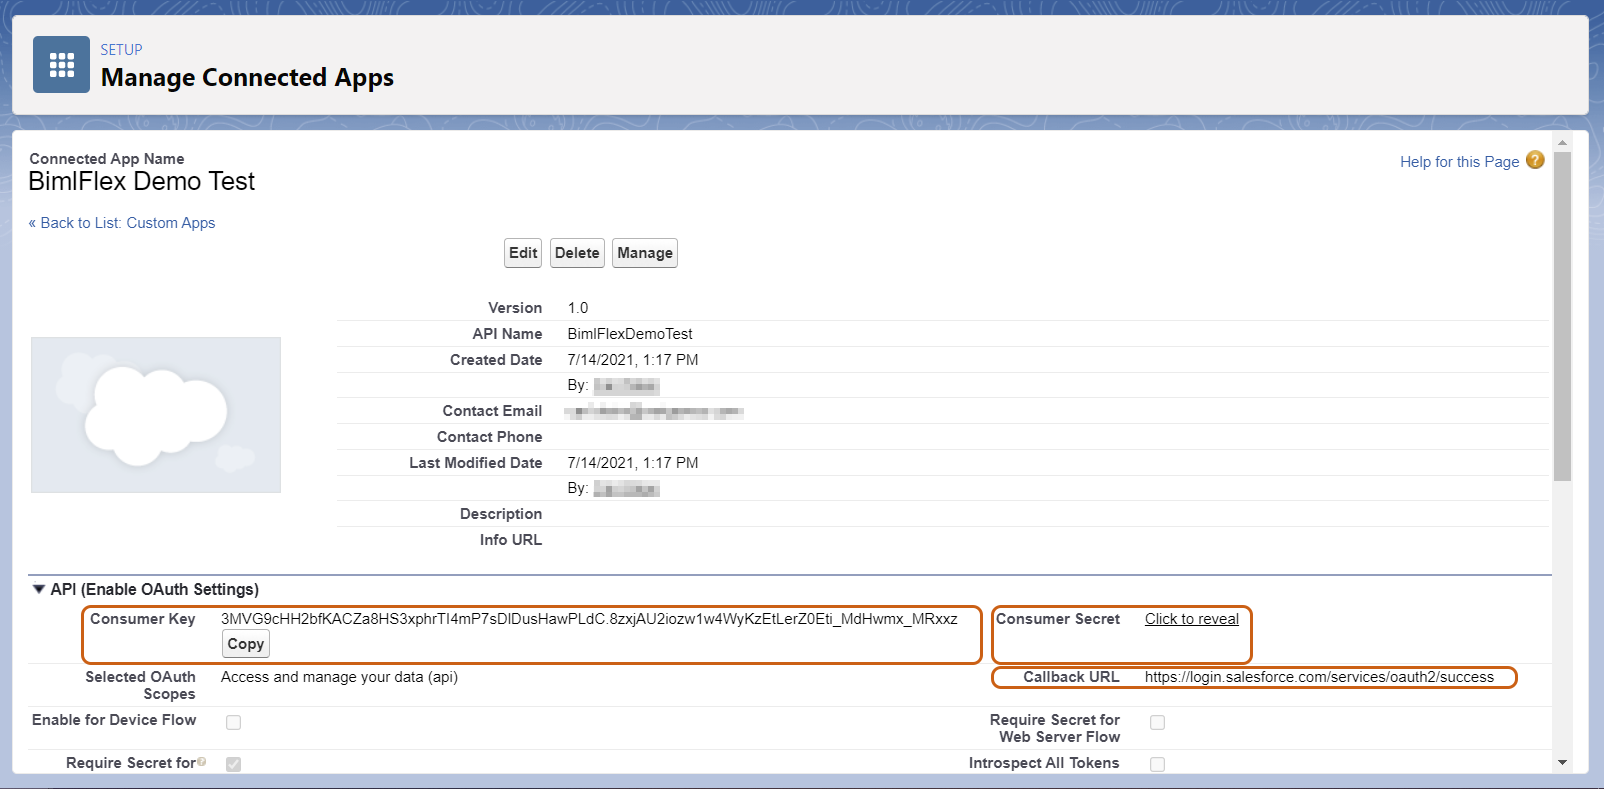 SETUP
Manage Connected Apps
Connected App Name
BimlFlex Demo Test
Help for this Page ?
« Back to List: Custom Apps
Edit Delete Manage
Version 1.0
API Name BimlFlexDemoTest
Created Date 7/14/2021, 1:17 PM
By:
Contact Email
Contact Phone
Last Modified Date 7/14/2021, 1:17 PM
By:
Description
Info URL
API (Enable OAuth Settings)
Consumer Key 3MVG9cHH2bfKACZa8HS3xphrTI4mP7sDlDusHawPLdC.8zxjAU2iozw1w4WyKzEtLerZ0Eti_MdHwmx_MRxxz
Copy
Consumer Secret Click to reveal
Selected OAuth Scopes Access and manage your data (api)
Callback URL https://login.salesforce.com/services/oauth2/success
Enable for Device Flow
Require Secret for
Web Server Flow
Require Secret for ?
Introspect All Tokens